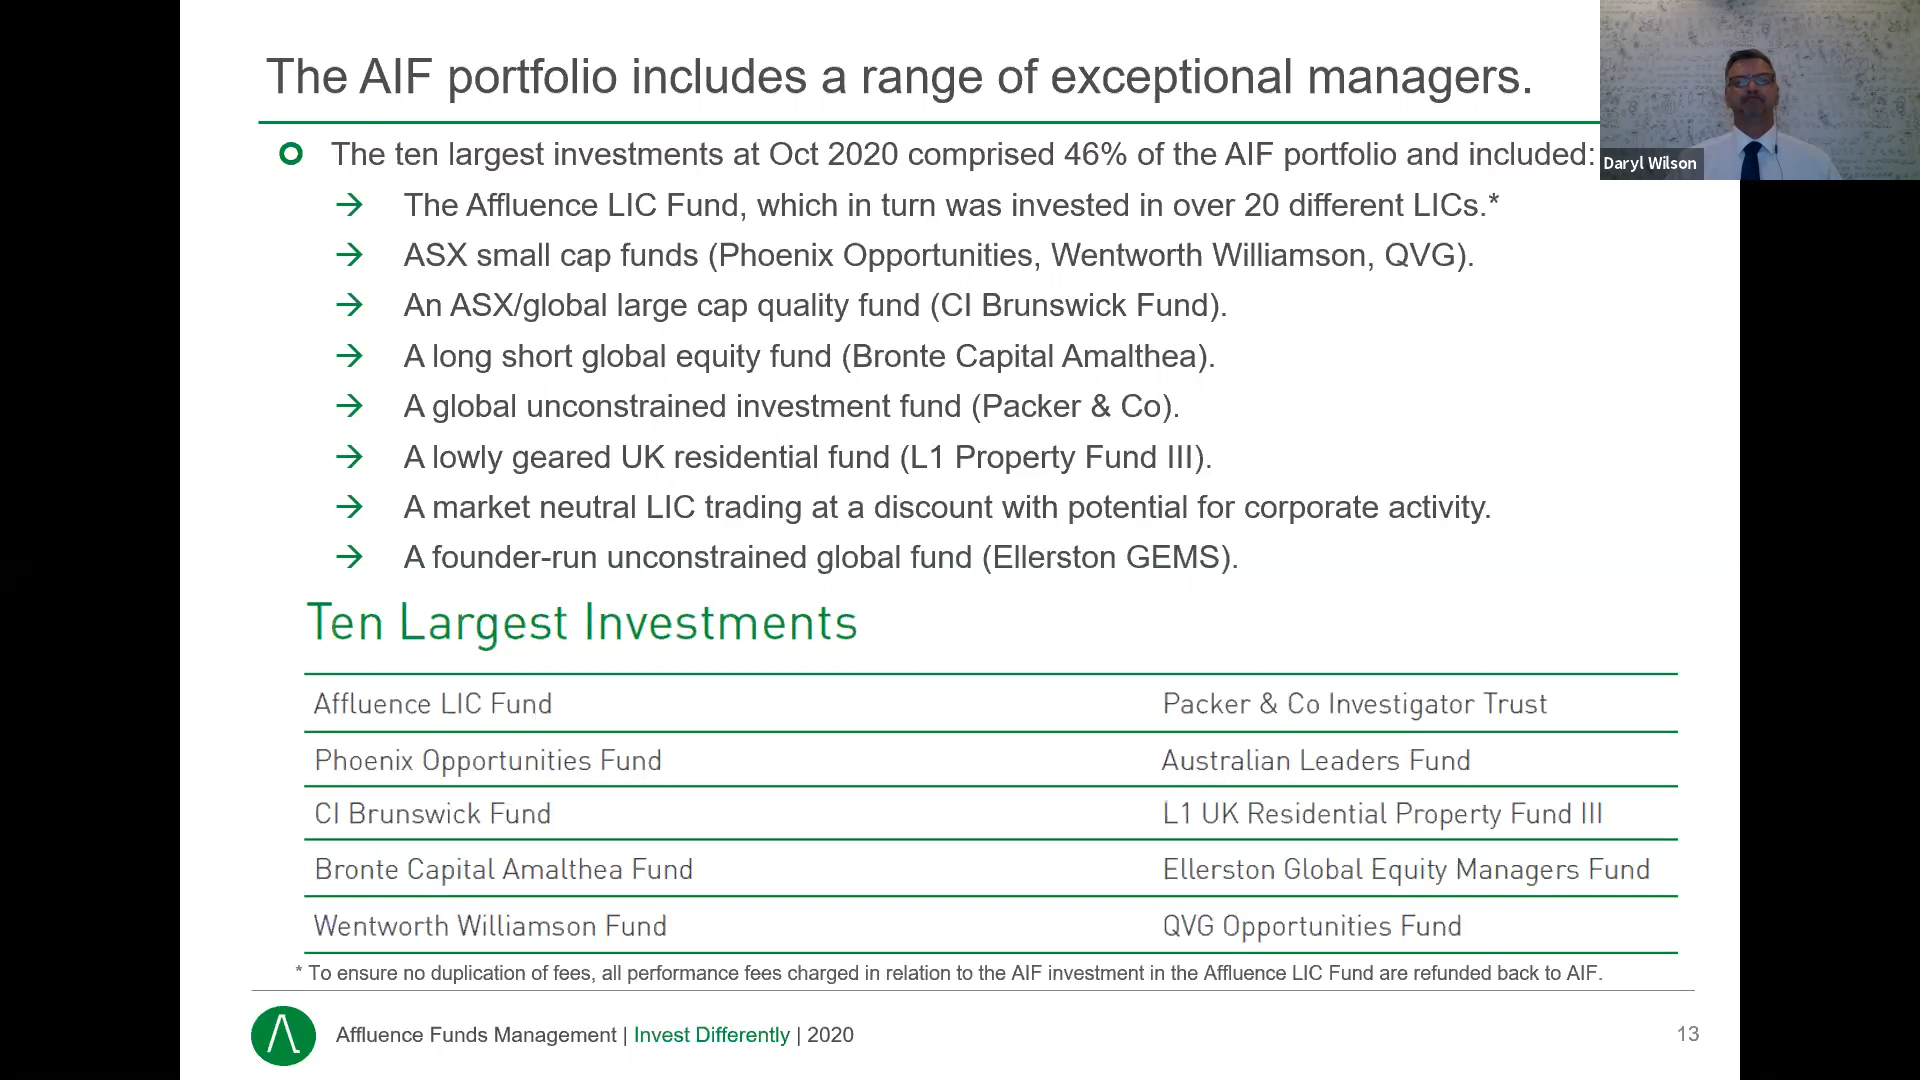 The AIF portfolio includes a range of exceptional managers.
Daryl Wilson
The ten largest investments at Oct 2020 comprised 46% of the AIF portfolio and included:
The Affluence LIC Fund, which in turn was invested in over 20 different LICs.*
ASX small cap funds (Phoenix Opportunities, Wentworth Williamson, QVG).
An ASX/global large cap quality fund (CI Brunswick Fund).
A long short global equity fund (Bronte Capital Amalthea).
A global unconstrained investment fund (Packer & Co).
A lowly geared UK residential fund (L1 Property Fund III).
A market neutral LIC trading at a discount with potential for corporate activity.
A founder-run unconstrained global fund (Ellerston GEMS).
Ten Largest Investments
Affluence LIC Fund Packer & Co Investigator Trust
Phoenix Opportunities Fund Australian Leaders Fund
CI Brunswick Fund L1 UK Residential Property Fund III
Bronte Capital Amalthea Fund Ellerston Global Equity Managers Fund
Wentworth Williamson Fund QVG Opportunities Fund
* To ensure no duplication of fees, all performance fees charged in relation to the AIF investment in the Affluence LIC Fund are refunded back to AIF.
Affluence Funds Management | Invest Differently | 2020 13